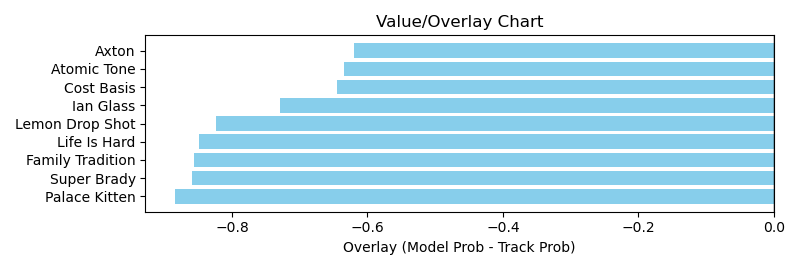 Value/Overlay Chart
Axton
Atomic Tone
Cost Basis
Ian Glass
Lemon Drop Shot
Life Is Hard
Family Tradition
Super Brady
Palace Kitten
−0.8 −0.6 −0.4 −0.2 0.0
Overlay (Model Prob - Track Prob)